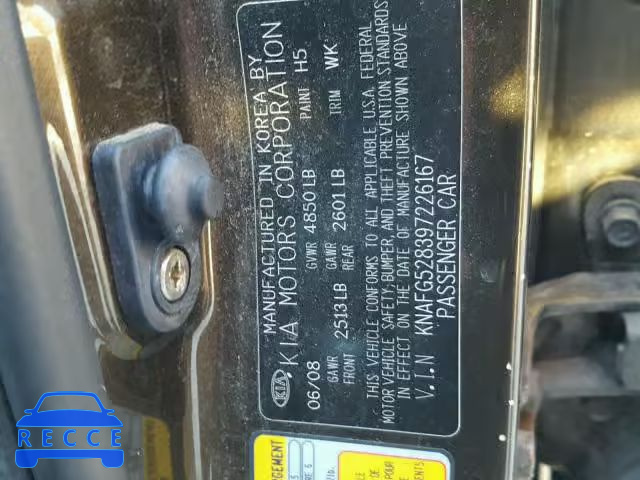 MANUFACTURED IN KOREA BY
KIA KIA MOTORS CORPORATION
06/08 GVWR 4850LB PAINT H5
GAWR FRONT 2513LB GAWR REAR 2601LB TRIM WK
THIS VEHICLE CONFORMS TO ALL APPLICABLE U.S.A. FEDERAL
MOTOR VEHICLE SAFETY, BUMPER, AND THEFT PREVENTION STANDARDS
IN EFFECT ON THE DATE OF MANUFACTURE SHOWN ABOVE
V.I.N KNAFG528397226167
PASSENGER CAR
RECCE